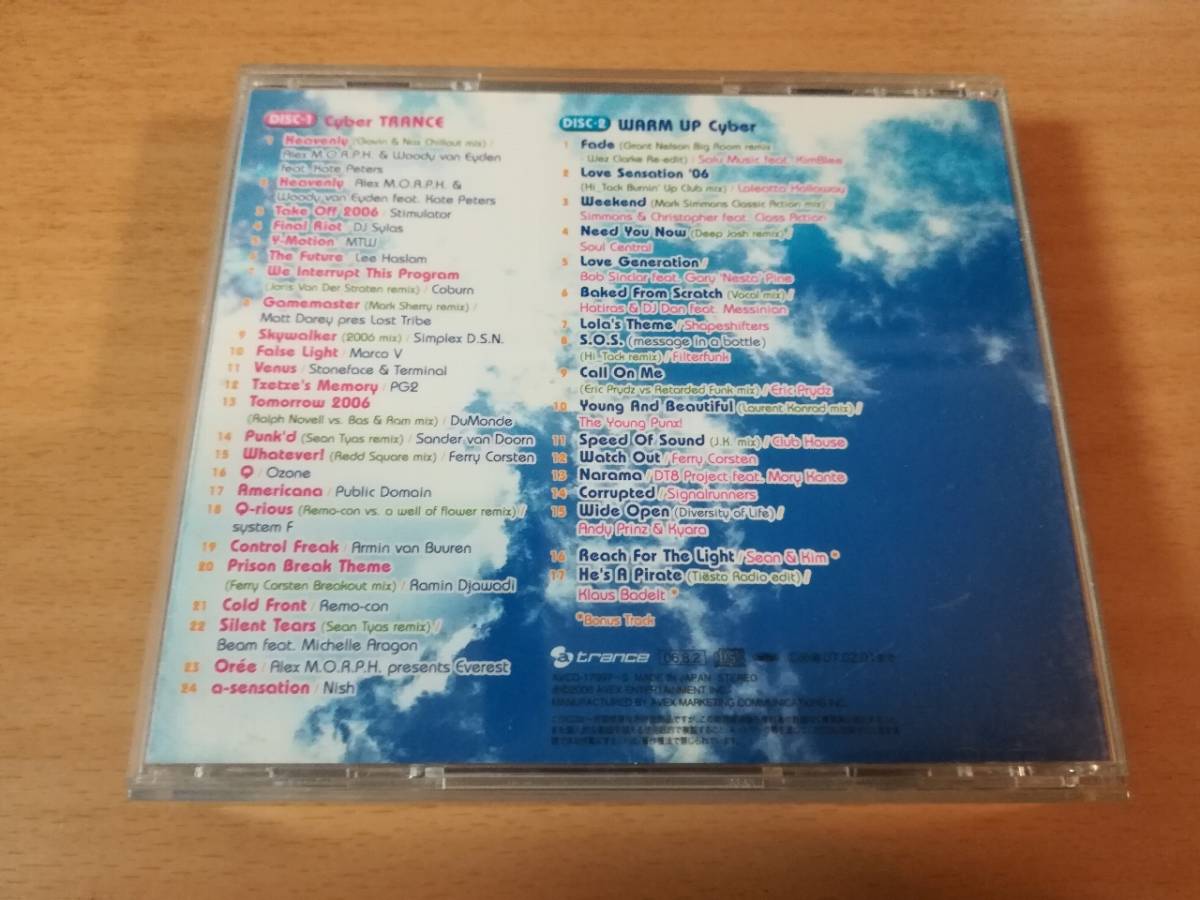 DISC-1 Cyber TRANCE
1 Heavenly (Gavin & Nas Chillout mix) /
Alex M.O.R.P.H. & Woody van Eyden
feat. Kate Peters
2 Heavenly Alex M.O.R.P.H. &
Woody van Eyden feat. Kate Peters
3 Take Off 2006 / Stimulator
4 Final Riot DJ Sylas
5 Y-Motion MTW
6 The Future Lee Haslam
7 We Interrupt This Program
(Joris Van Der Straten remix) / Coburn
8 Gamemaster (Mark Sherry remix) /
Matt Darey pres Lost Tribe
9 Skywalker (2006 mix) / Simplex D.S.N.
10 False Light / Marco V
11 Venus / Stoneface & Terminal
12 Tzetze's Memory / PG2
13 Tomorrow 2006
(Ralph Novell vs. Bas & Ram mix) / DuMonde
14 Punk'd (Sean Tyas remix) / Sander van Doorn
15 Whatever! (Redd Square mix) / Ferry Corsten
16 Q / Ozone
17 Americana / Public Domain
18 Q-rious (Remo-con vs. a well of flower remix) /
system F
19 Control Freak / Armin van Buuren
20 Prison Break Theme
(Ferry Corsten Breakout mix) / Ramin Djawadi
21 Cold Front / Remo-con
22 Silent Tears (Sean Tyas remix) /
Beam feat. Michelle Aragon
23 Orée / Alex M.O.R.P.H. presents Everest
24 a-sensation / Nish
DISC-2 WARM UP Cyber
1 Fade (Grant Nelson Big Room remix
- Wez Clarke Re-edit) / Solu Music feat. KimBlee
2 Love Sensation '06
(Hi_Tack Burnin' Up Club mix) / Loleatta Holloway
3 Weekend (Mark Simmons Classic Action mix) /
Simmons & Christopher feat. Class Action
4 Need You Now (Deep Josh remix) /
Soul Central
5 Love Generation /
Bob Sinclar feat. Gary 'Nesta' Pine
6 Baked From Scratch (Vocal mix) /
Hatiras & DJ Dan feat. Messinian
7 Lola's Theme / Shapeshifters
8 S.O.S. (message in a bottle)
(Hi_Tack remix) / Filterfunk
9 Call On Me
(Eric Prydz vs Retarded Funk mix) / Eric Prydz
10 Young And Beautiful (Laurent Konrad mix) /
The Young Punx!
11 Speed Of Sound (J.K. mix) / Club House
12 Watch Out / Ferry Corsten
13 Narama / DT8 Project feat. Mory Kante
14 Corrupted / Signalrunners
15 Wide Open (Diversity of Life) /
Andy Prinz & Kyara
16 Reach For The Light / Sean & Kim *
17 He's A Pirate (Tiësto Radio edit) /
Klaus Badelt *
*Bonus Track
a trance 06.8.2
MADE IN JAPAN STEREO
℗©2006 AVEX ENTERTAINMENT INC.
MANUFACTURED BY AVEX MARKETING COMMUNICATIONS INC.